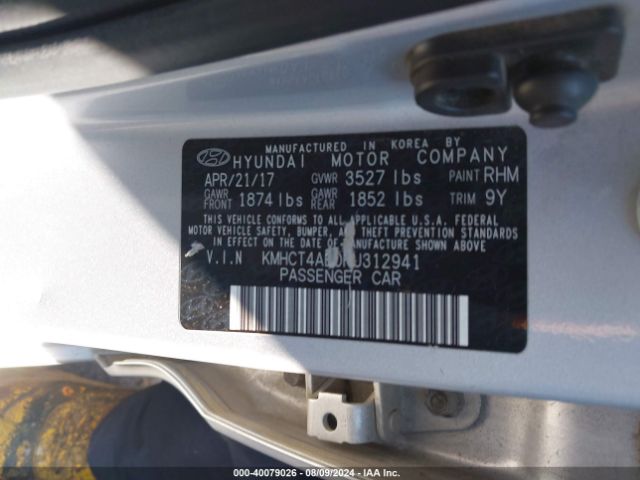 MANUFACTURED IN KOREA BY
HYUNDAI MOTOR COMPANY
APR/21/17 GVWR 3527 lbs PAINT RHM
GAWR FRONT 1874 lbs GAWR REAR 1852 lbs TRIM 9Y
THIS VEHICLE CONFORMS TO ALL APPLICABLE U.S.A. FEDERAL
MOTOR VEHICLE SAFETY, BUMPER, AND THEFT PREVENTION STANDARDS
IN EFFECT ON THE DATE OF MANUFACTURE SHOWN ABOVE
V.I.N
PASSENGER CAR
000-40079026 - 08/09/2024 - IAA Inc.